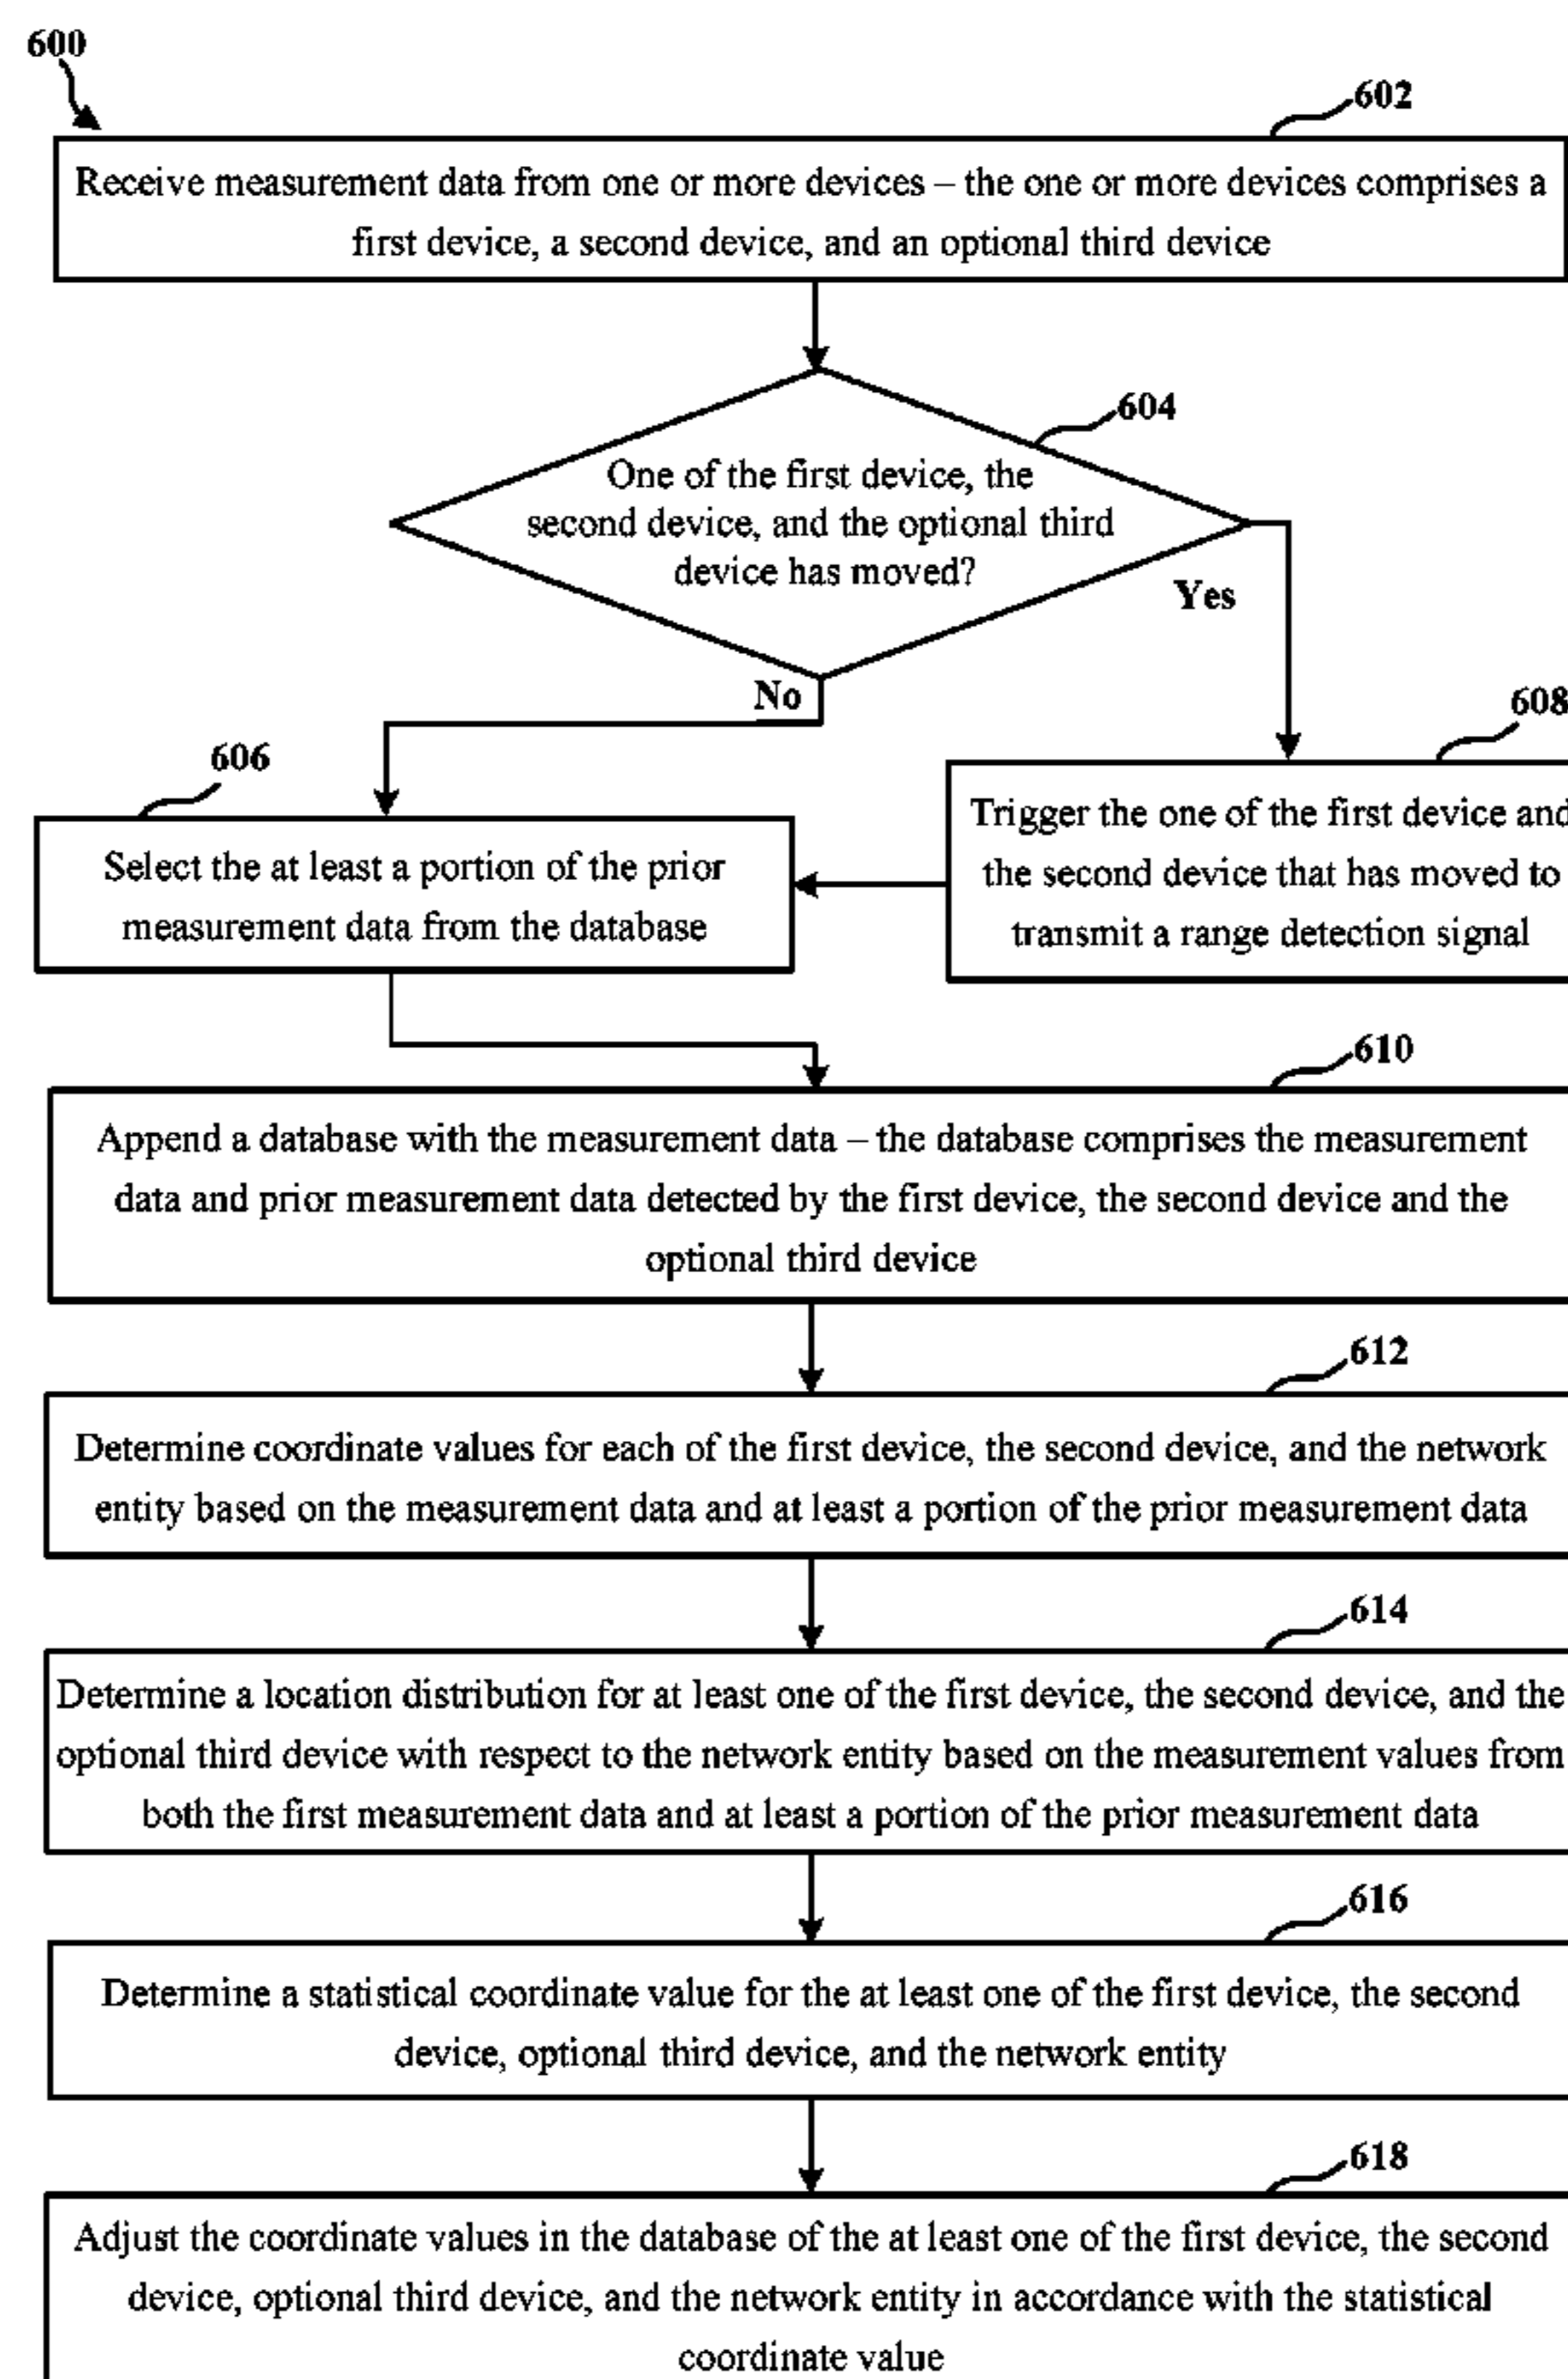 600
602
Receive measurement data from one or more devices – the one or more devices comprises a
first device, a second device, and an optional third device
604
One of the first device, the
second device, and the optional third
device has moved?
Yes
No
606
608
Select the at least a portion of the prior
measurement data from the database
Trigger the one of the first device and
the second device that has moved to
transmit a range detection signal
610
Append a database with the measurement data – the database comprises the measurement
data and prior measurement data detected by the first device, the second device and the
optional third device
612
Determine coordinate values for each of the first device, the second device, and the network
entity based on the measurement data and at least a portion of the prior measurement data
614
Determine a location distribution for at least one of the first device, the second device, and the
optional third device with respect to the network entity based on the measurement values from
both the first measurement data and at least a portion of the prior measurement data
616
Determine a statistical coordinate value for the at least one of the first device, the second
device, optional third device, and the network entity
618
Adjust the coordinate values in the database of the at least one of the first device, the second
device, optional third device, and the network entity in accordance with the statistical
coordinate value